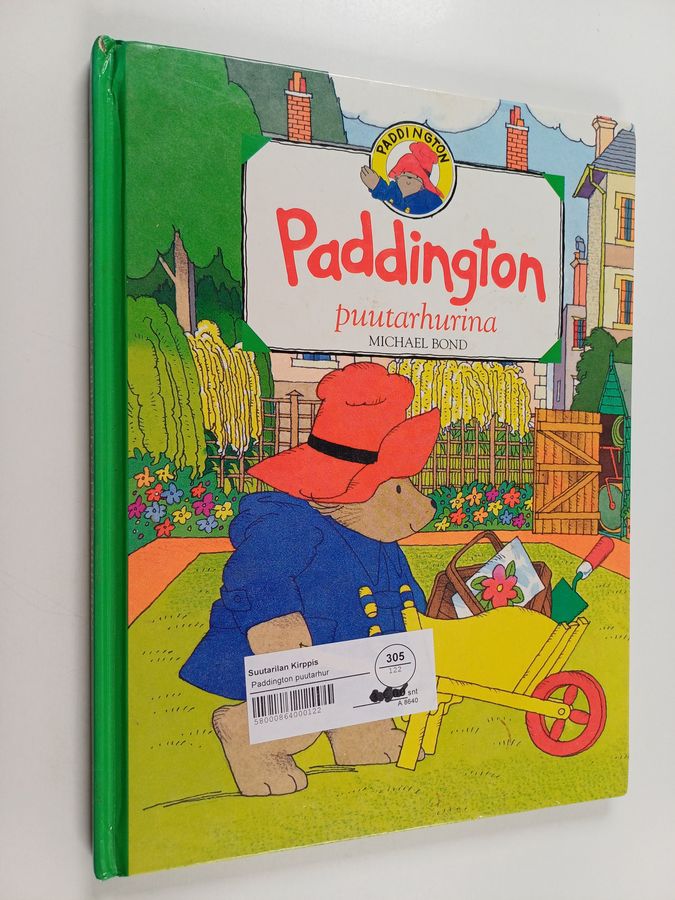 PADDINGTON
Paddington
puutarhurina
MICHAEL BOND
Suutarilan Kirppis
Paddington puutarhur
58000864000122
305
122
snt
A 8640